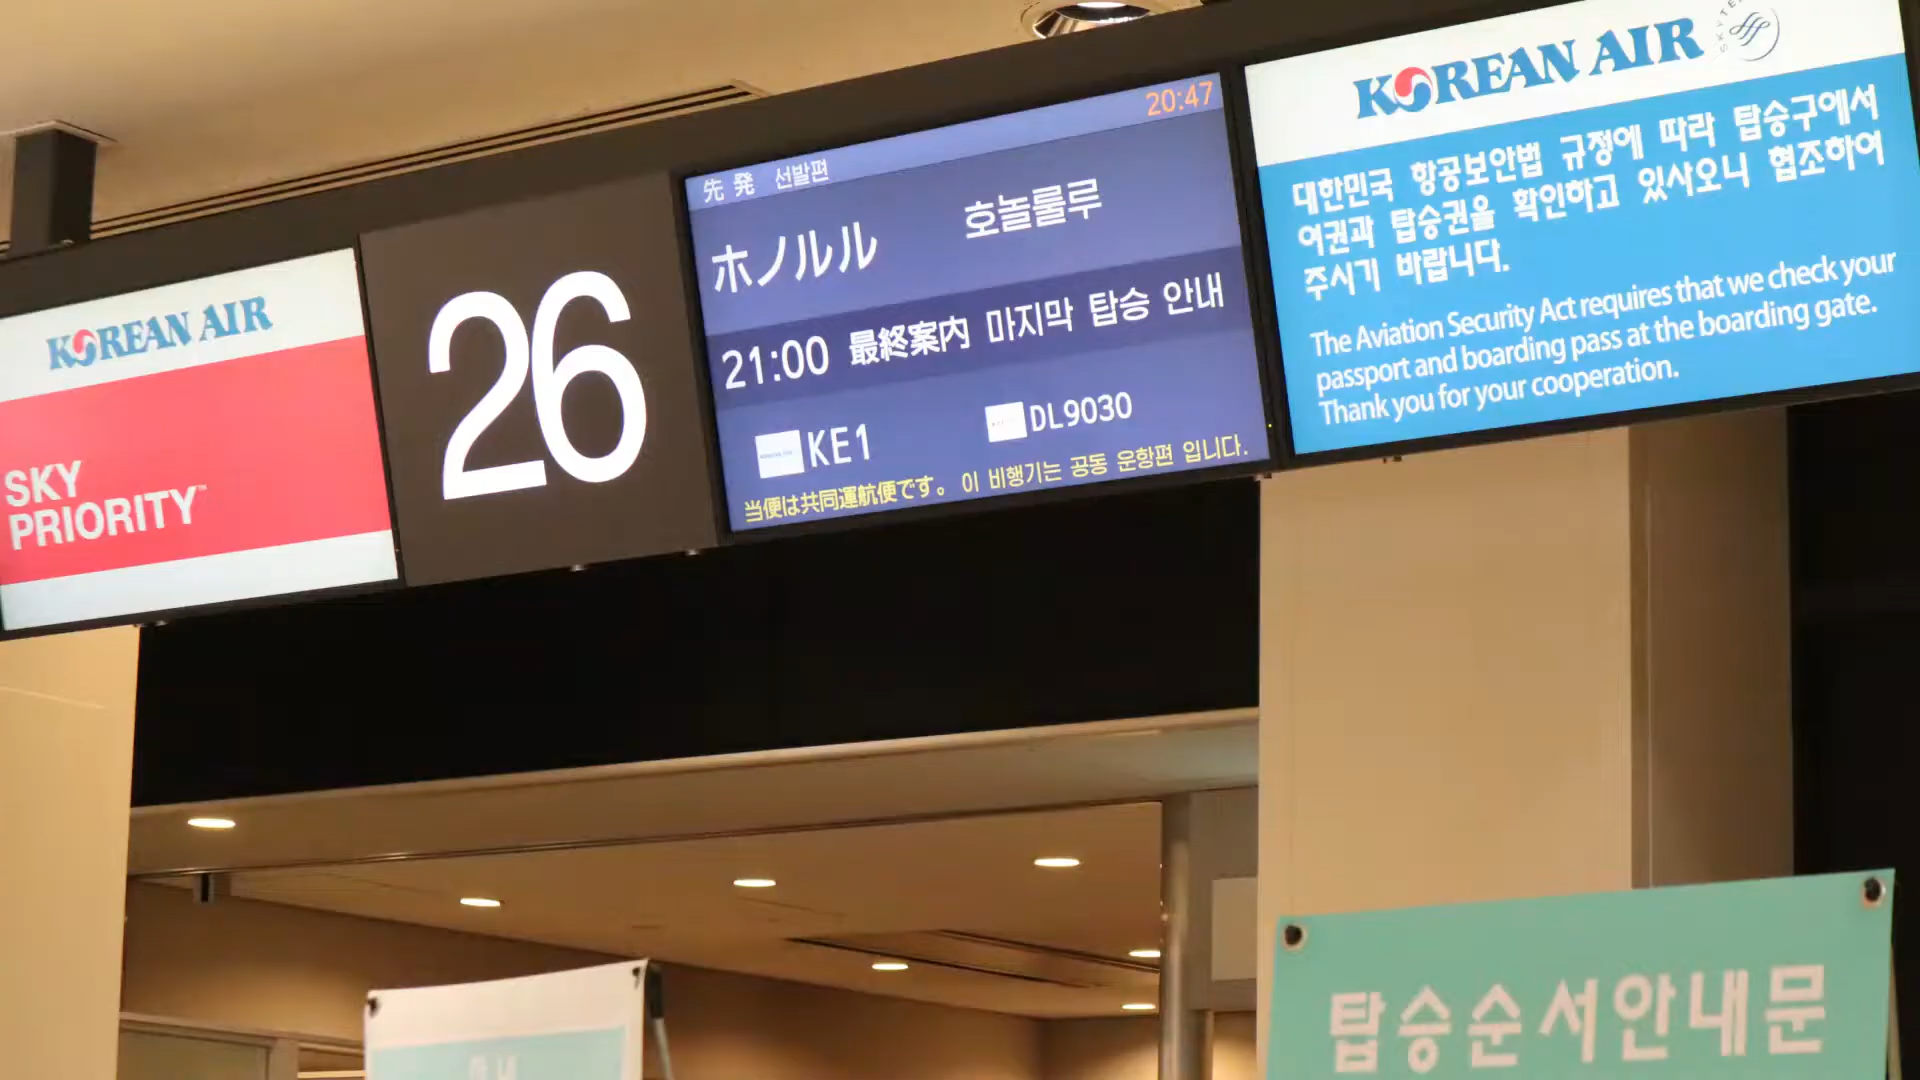 KOREAN AIR
SKY
PRIORITY™
26
20:47
先発 선발편
ホノルル 호놀룰루
21:00 最終案内 마지막 탑승 안내
KE1 DL9030
当便は共同運航便です。 이 비행기는 공동 운항편 입니다.
KOREAN AIR
대한민국 항공보안법 규정에 따라 탑승구에서
여권과 탑승권을 확인하고 있사오니 협조하여
주시기 바랍니다.
The Aviation Security Act requires that we check your
passport and boarding pass at the boarding gate.
Thank you for your cooperation.
탑승순서안내문